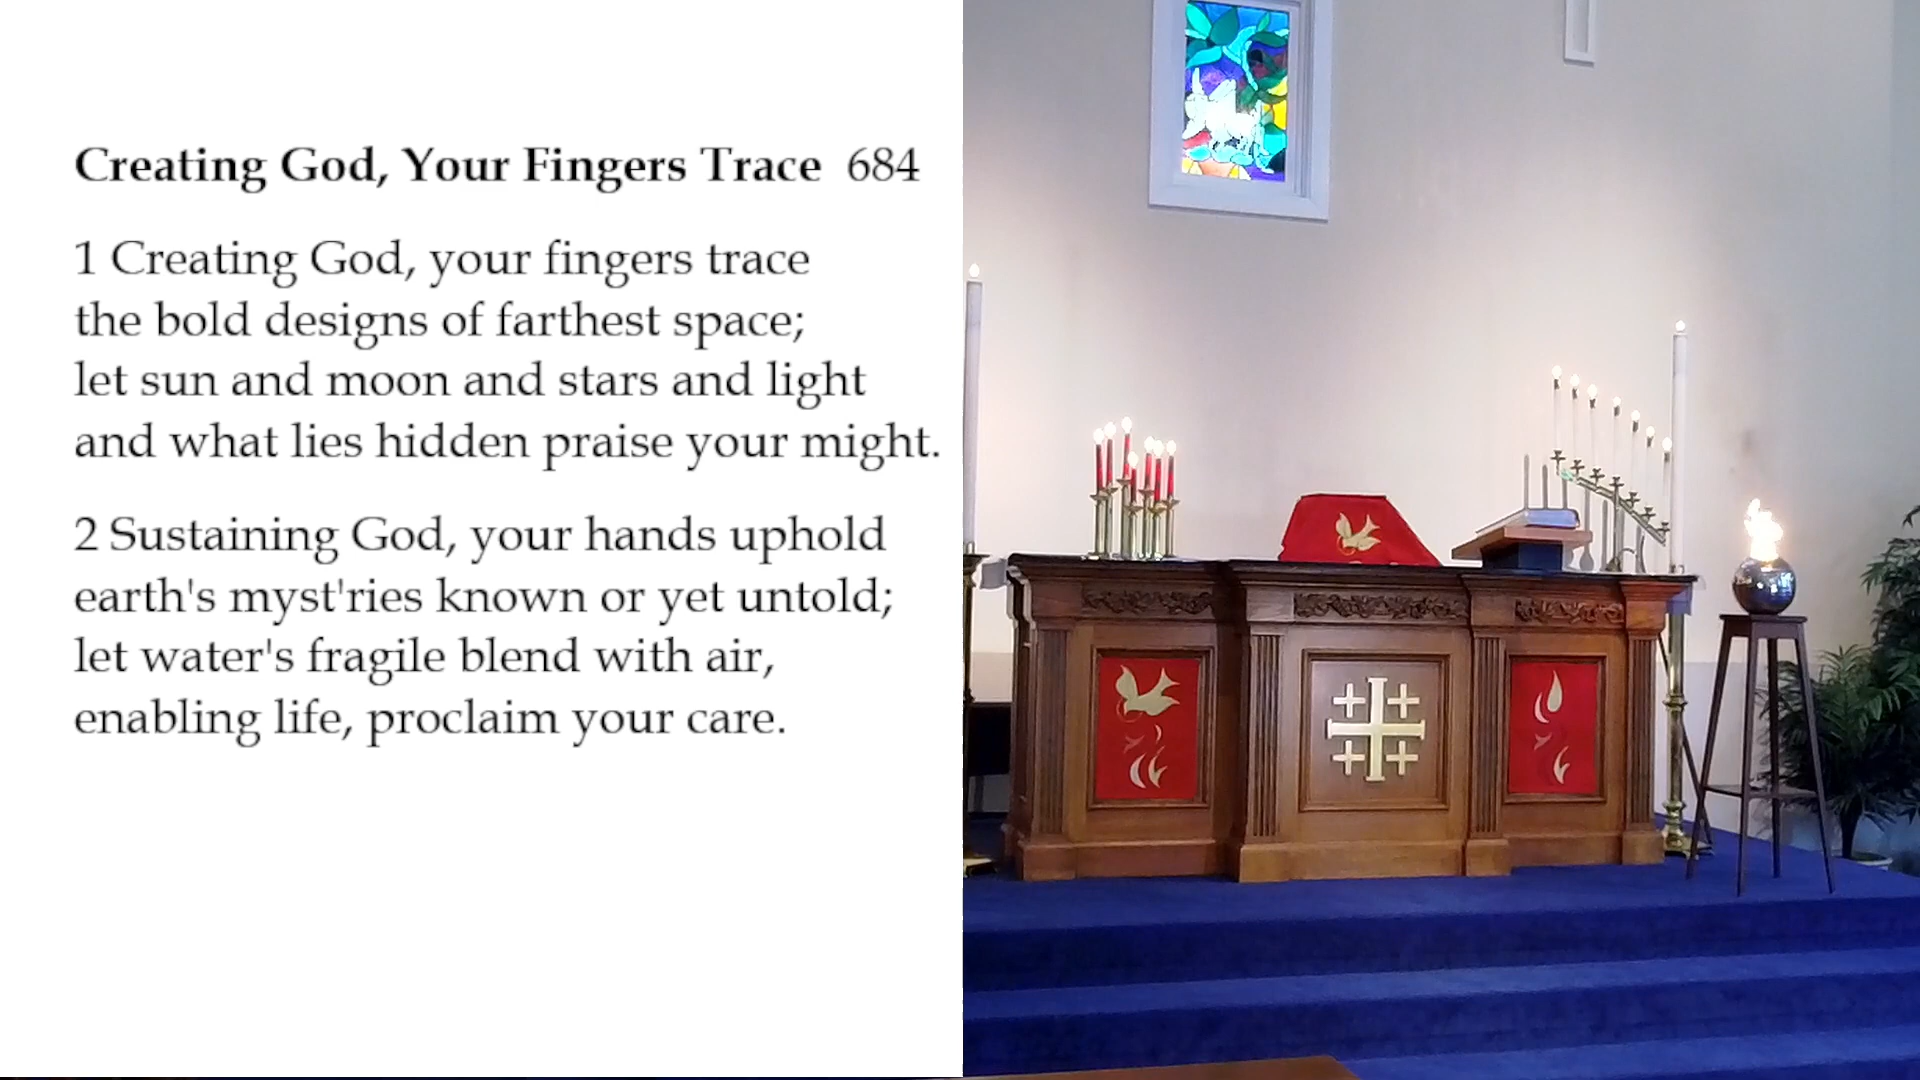 Creating God, Your Fingers Trace 684
1 Creating God, your fingers trace
the bold designs of farthest space;
let sun and moon and stars and light
and what lies hidden praise your might.
2 Sustaining God, your hands uphold
earth's myst'ries known or yet untold;
let water's fragile blend with air,
enabling life, proclaim your care.